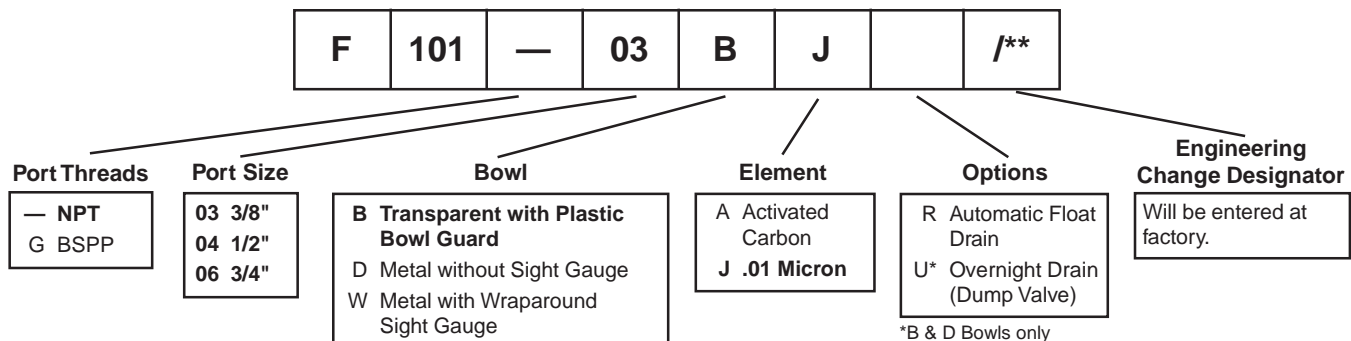 F 101 — 03 B J /**
Port Threads
— NPT
G BSPP
Port Size
03 3/8"
04 1/2"
06 3/4"
Bowl
B Transparent with Plastic
Bowl Guard
D Metal without Sight Gauge
W Metal with Wraparound
Sight Gauge
Element
A Activated
Carbon
J .01 Micron
Options
R Automatic Float
Drain
U* Overnight Drain
(Dump Valve)
*B & D Bowls only
Engineering
Change Designator
Will be entered at
factory.